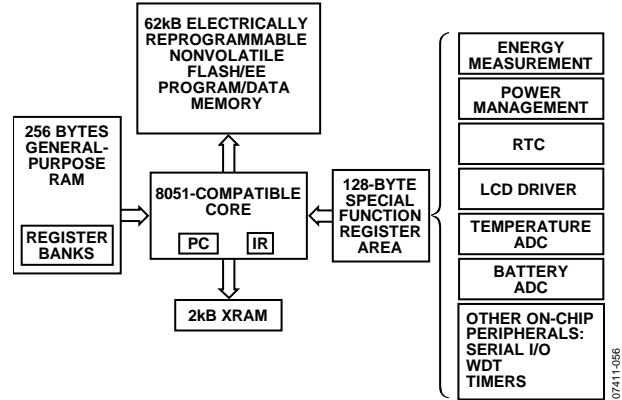 62kB ELECTRICALLY
REPROGRAMMABLE
NONVOLATILE
FLASH/EE
PROGRAM/DATA
MEMORY
256 BYTES
GENERAL-
PURPOSE
RAM
REGISTER
BANKS
8051-COMPATIBLE
CORE
PC
IR
2kB XRAM
128-BYTE
SPECIAL
FUNCTION
REGISTER
AREA
ENERGY
MEASUREMENT
POWER
MANAGEMENT
RTC
LCD DRIVER
TEMPERATURE
ADC
BATTERY
ADC
OTHER ON-CHIP
PERIPHERALS:
SERIAL I/O
WDT
TIMERS
07411-056